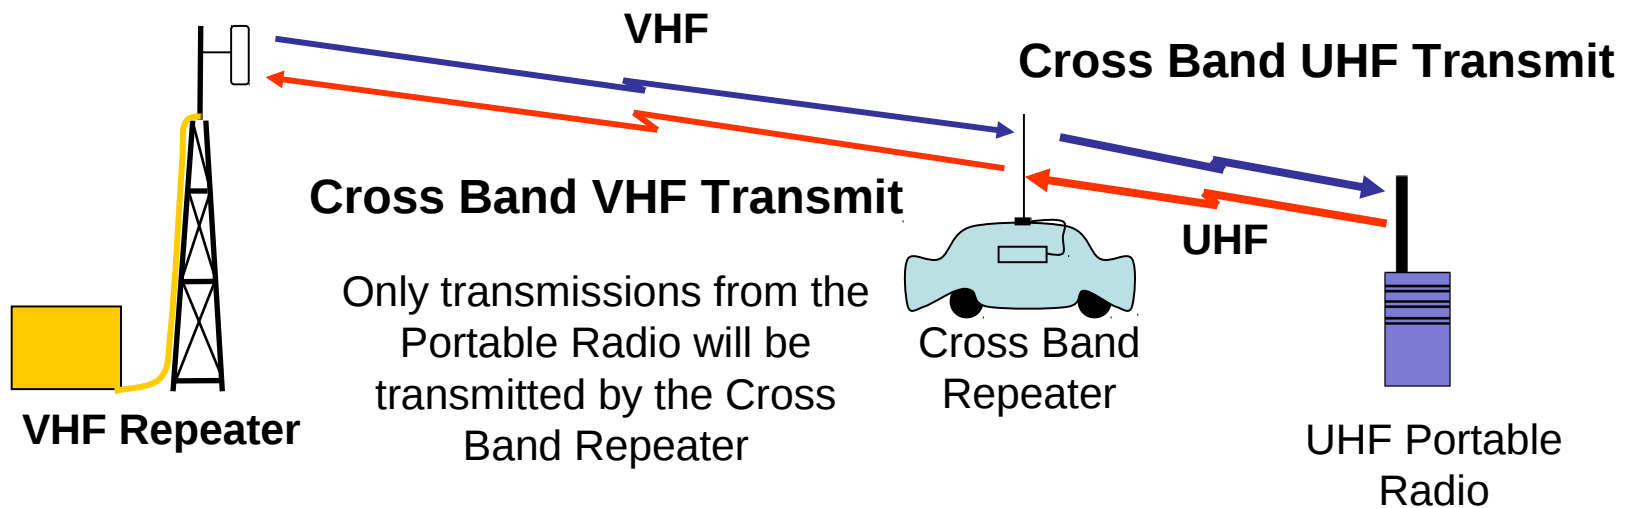 VHF
Cross Band UHF Transmit
Cross Band VHF Transmit
UHF
Only transmissions from the
Portable Radio will be
transmitted by the Cross
Band Repeater
Cross Band
Repeater
VHF Repeater
UHF Portable
Radio